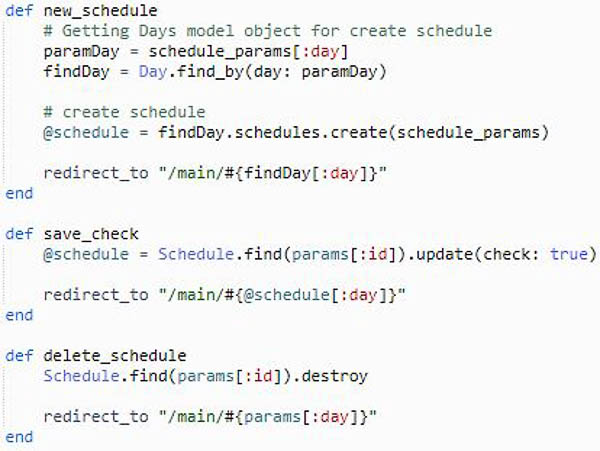 def new_schedule
# Getting Days model object for create schedule
paramDay = schedule_params[:day]
findDay = Day.find_by(day: paramDay)
# create schedule
@schedule = findDay.schedules.create(schedule_params)
redirect_to "/main/#{findDay[:day]}"
end
def save_check
@schedule = Schedule.find(params[:id]).update(check: true)
redirect_to "/main/#{@schedule[:day]}"
end
def delete_schedule
Schedule.find(params[:id]).destroy
redirect_to "/main/#{params[:day]}"
end